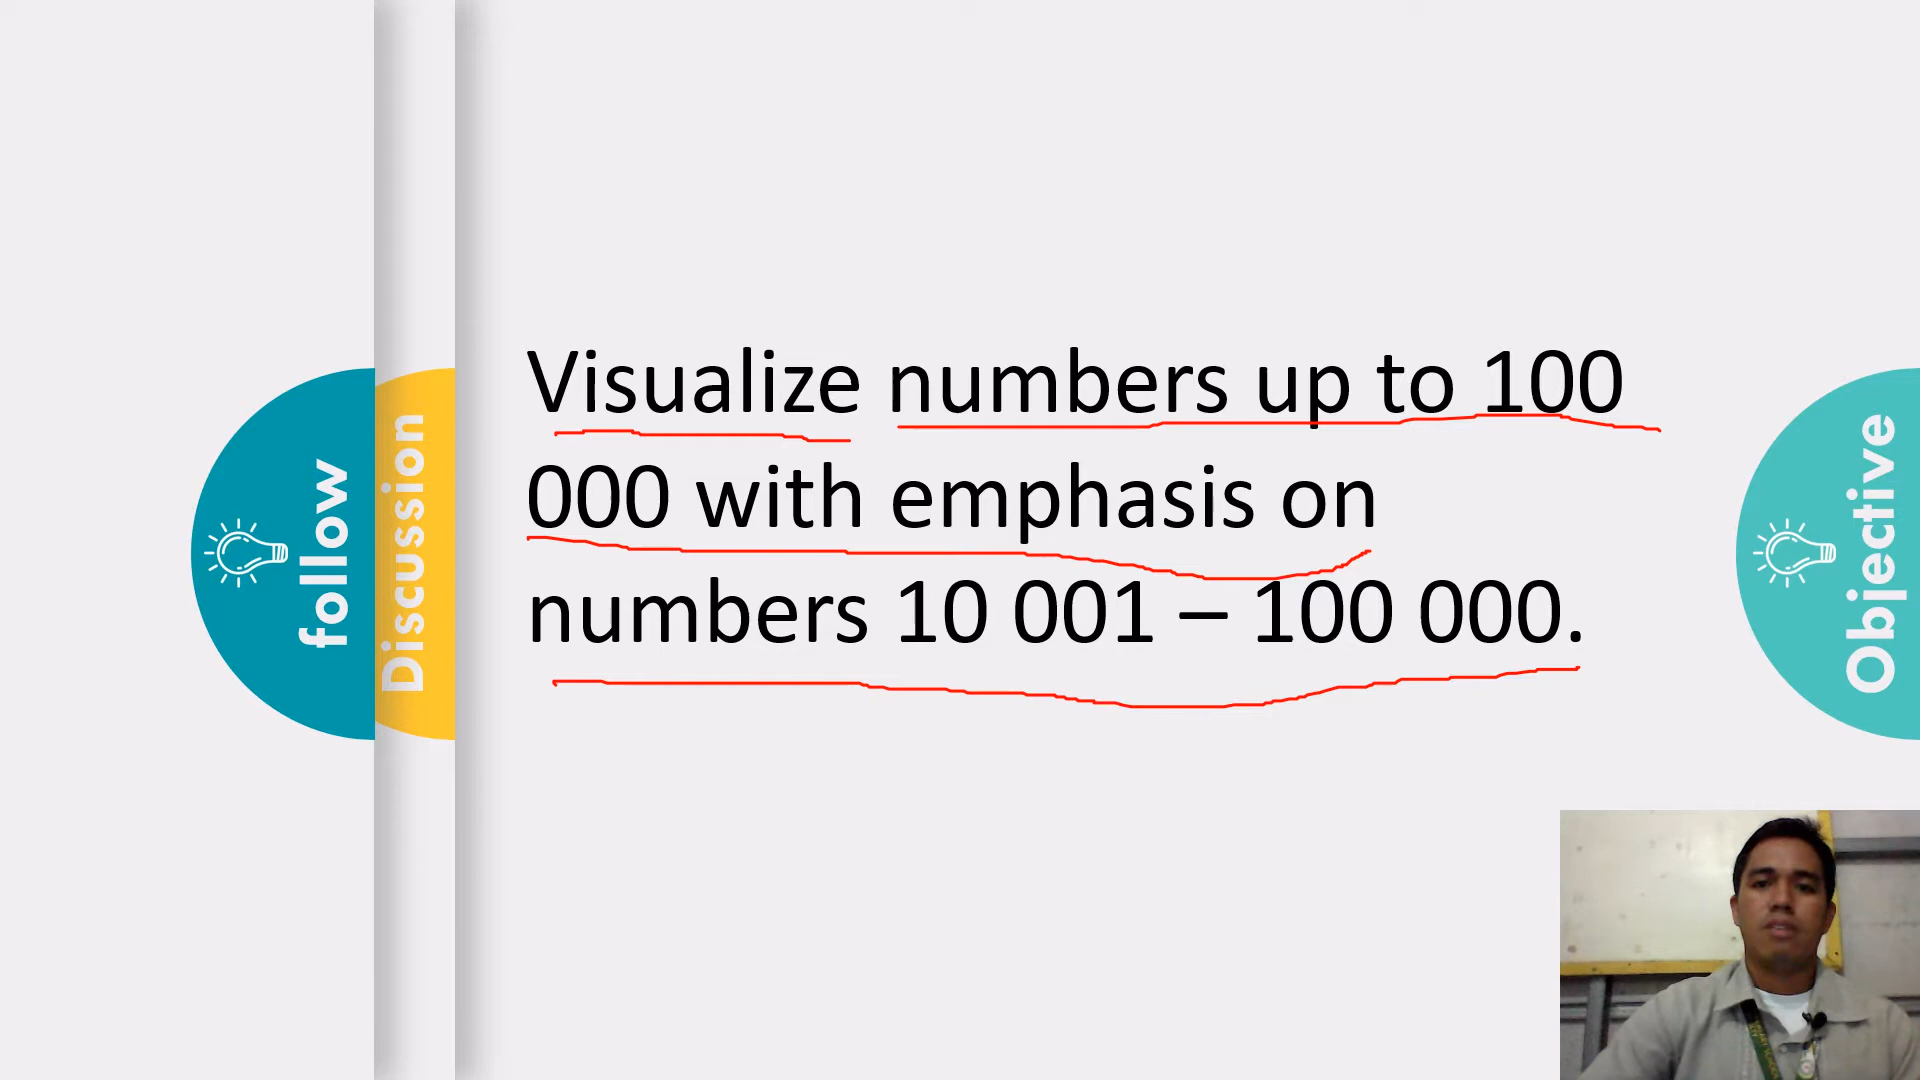 follow
Discussion
Visualize numbers up to 100
000 with emphasis on
numbers 10 001 – 100 000.
Objective